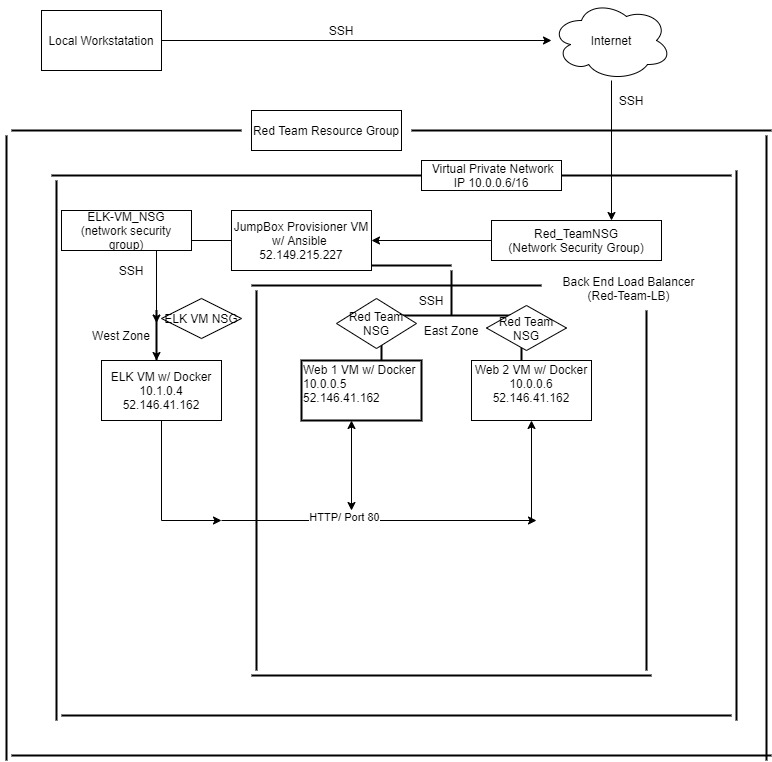 Local Workstatation
SSH
Internet
SSH
Red Team Resource Group
Virtual Private Network
IP 10.0.0.6/16
ELK-VM_NSG
(network security
group)
JumpBox Provisioner VM
w/ Ansible
52.149.215.227
Red_TeamNSG
(Network Security Group)
SSH
Back End Load Balancer
(Red-Team-LB)
SSH
ELK VM NSG
Red Team
NSG
East Zone
Red Team
NSG
West Zone
ELK VM w/ Docker
10.1.0.4
52.146.41.162
Web 1 VM w/ Docker
10.0.0.5
52.146.41.162
Web 2 VM w/ Docker
10.0.0.6
52.146.41.162
HTTP/ Port 80